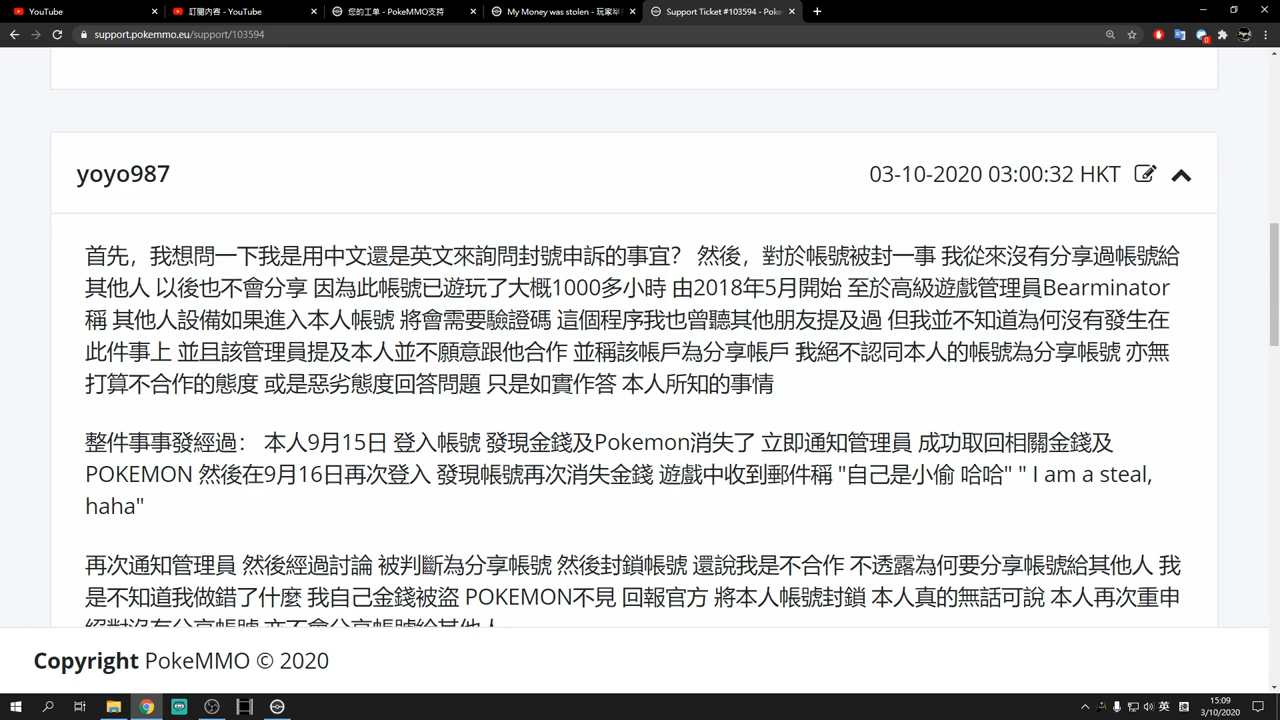 YouTube
訂閱內容 - YouTube
您的工单 - PokeMMO支持
My Money was stolen - 玩家举
Support Ticket #103594 - Poke
support.pokemmo.eu/support/103594
yoyo987
03-10-2020 03:00:32 HKT
首先，我想問一下我是用中文還是英文來詢問封號申訴的事宜？ 然後，對於帳號被封一事 我從來沒有分享過帳號給
其他人 以後也不會分享 因為此帳號已遊玩了大概1000多小時 由2018年5月開始 至於高級遊戲管理員Bearminator
稱 其他人設備如果進入本人帳號 將會需要驗證碼 這個程序我也曾聽其他朋友提及過 但我並不知道為何沒有發生在
此件事上 並且該管理員提及本人並不願意跟他合作 並稱該帳戶為分享帳戶 我絕不認同本人的帳號為分享帳號 亦無
打算不合作的態度 或是惡劣態度回答問題 只是如實作答 本人所知的事情
整件事事發經過： 本人9月15日 登入帳號 發現金錢及Pokemon消失了 立即通知管理員 成功取回相關金錢及
POKEMON 然後在9月16日再次登入 發現帳號再次消失金錢 遊戲中收到郵件稱 "自己是小偷 哈哈" " I am a steal,
haha"
再次通知管理員 然後經過討論 被判斷為分享帳號 然後封鎖帳號 還說我是不合作 不透露為何要分享帳號給其他人 我
是不知道我做錯了什麼 我自己金錢被盜 POKEMON不見 回報官方 將本人帳號封鎖 本人真的無話可說 本人再次重申
絕對沒有分享帳號 亦不會分享帳號給其他人
Copyright PokeMMO © 2020
英
15:09
3/10/2020